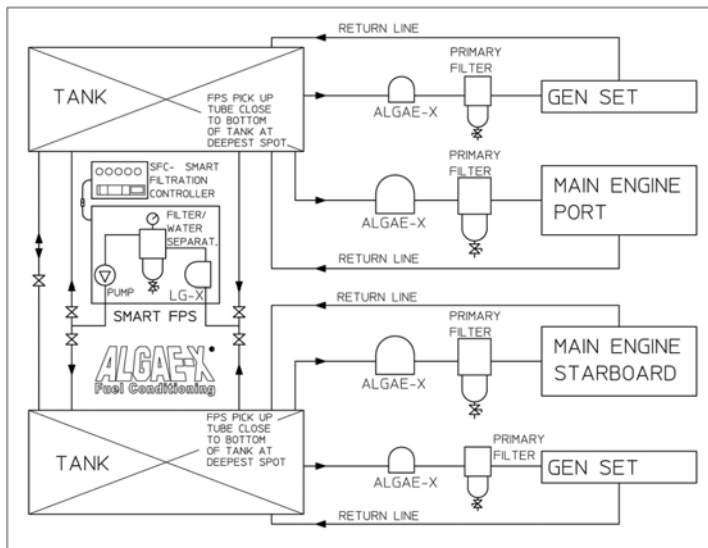 RETURN LINE
PRIMARY
FILTER
TANK
FPS PICK UP
TUBE CLOSE
TO BOTTOM
OF TANK AT
DEEPEST SPOT
ALGAE-X
GEN SET
SFC- SMART
FILTRATION
CONTROLLER
PRIMARY
FILTER
FILTER/
WATER
SEPARAT.
ALGAE-X
MAIN ENGINE
PORT
PUMP
LG-X
SMART FPS
RETURN LINE
RETURN LINE
PRIMARY
FILTER
ALGAE-X
Fuel Conditioning
ALGAE-X
MAIN ENGINE
STARBOARD
TANK
FPS PICK UP
TUBE CLOSE
TO BOTTOM
OF TANK AT
DEEPEST SPOT
PRIMARY
FILTER
ALGAE-X
GEN SET
RETURN LINE